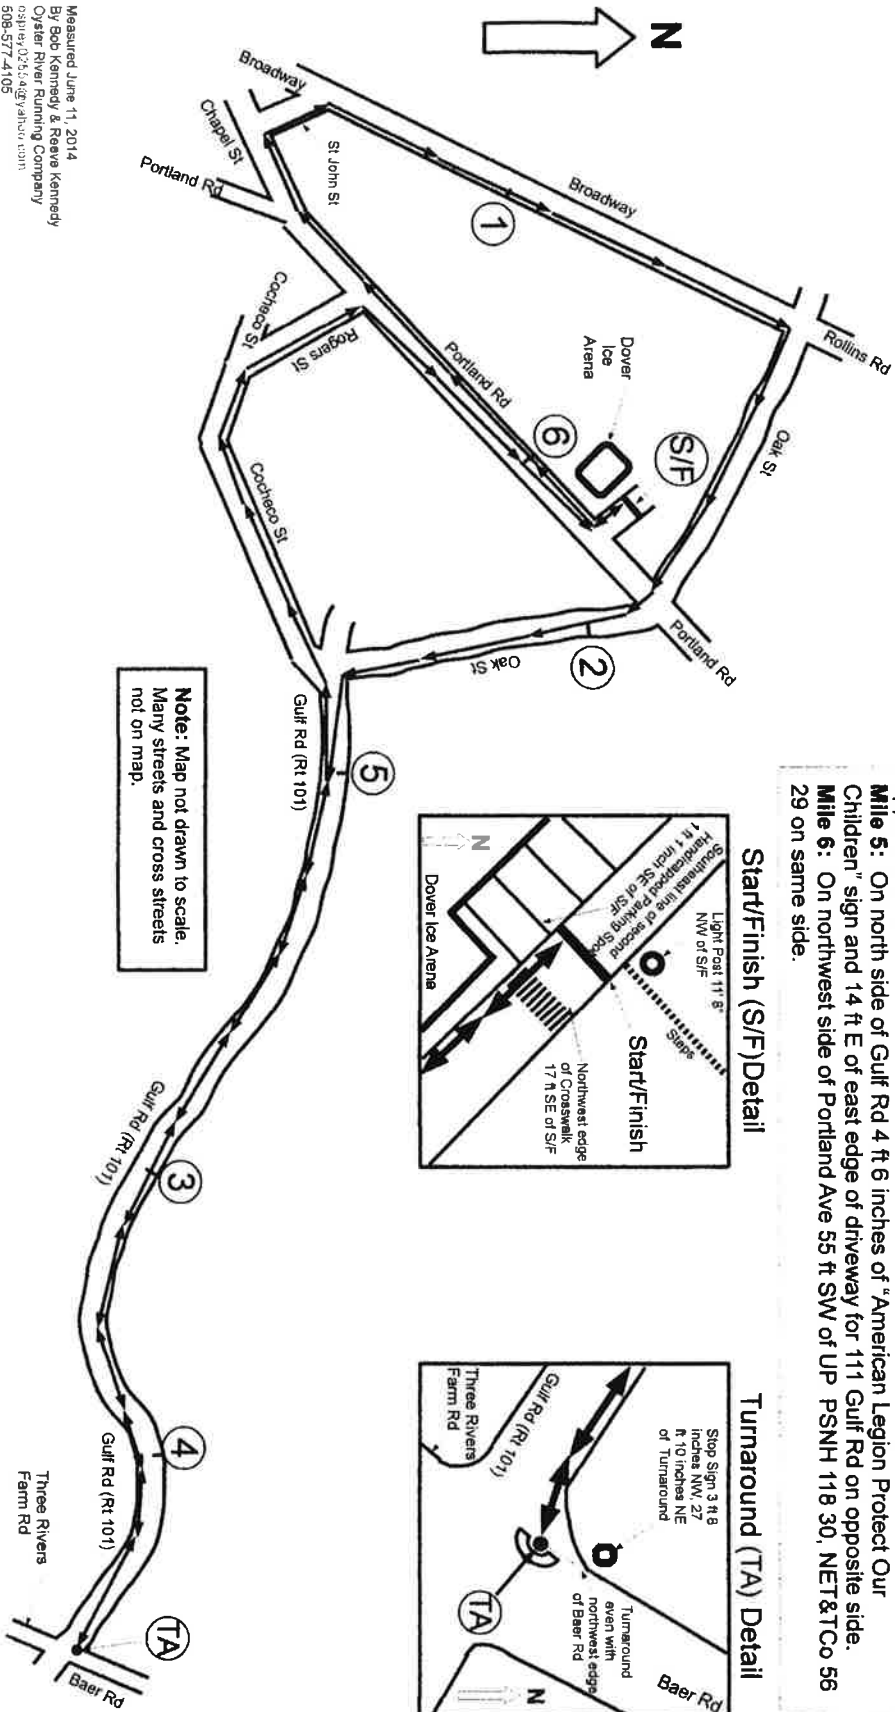 Mile 5: On north side of Gulf Rd 4 ft 6 inches of "American Legion Protect Our
Children" sign and 14 ft E of east edge of driveway for 111 Gulf Rd on opposite side.
Mile 6: On northwest side of Portland Ave 55 ft SW of UP PSNH 118 30, NET&TCo 56
29 on same side.
N
Broadway
Broadway
Rollins Rd
Chapel St
St John St
Portland Rd
1
Dover
Ice
Arena
S/F
Oak St
Cocheco St
Rogers St
Portland Rd
6
Portland Rd
2
Oak St
Cocheco St
Gulf Rd (Rt 101)
5
Note: Map not drawn to scale.
Many streets and cross streets
not on map.
Gulf Rd (Rt 101)
3
4
Gulf Rd (Rt 101)
Three Rivers
Farm Rd
TA
Baer Rd
Start/Finish (S/F)Detail
Light Post 11' 8"
NW of S/F
Steps
Southeast line of second
Handicapped Parking Spot
1 ft 1 inch SE of S/F
Start/Finish
Northwest edge
of Crosswalk
17 ft SE of S/F
N
Dover Ice Arena
Turnaround (TA) Detail
Stop Sign 3 ft 8
inches NW, 27
ft 10 inches NE
of Turnaround
Turnaround
even with
northwest edge
of Baer Rd
Baer Rd
Gulf Rd (Rt 101)
Three Rivers
Farm Rd
TA
N
Measured June 11, 2014
By Bob Kennedy & Reeve Kennedy
Oyster River Running Company
osprey02554@yahoo.com
508-577-4105